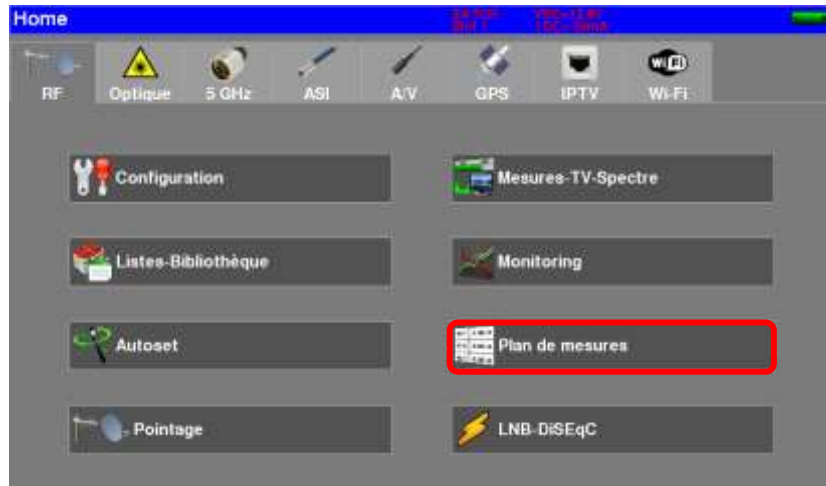 Home
RF Optique 5 GHz ASI A/V GPS IPTV Wi-Fi
Configuration
Mesures-TV-Spectre
Listes-Bibliothèque
Monitoring
Autoset
Plan de mesures
Pointage
LNB-DiSEqC